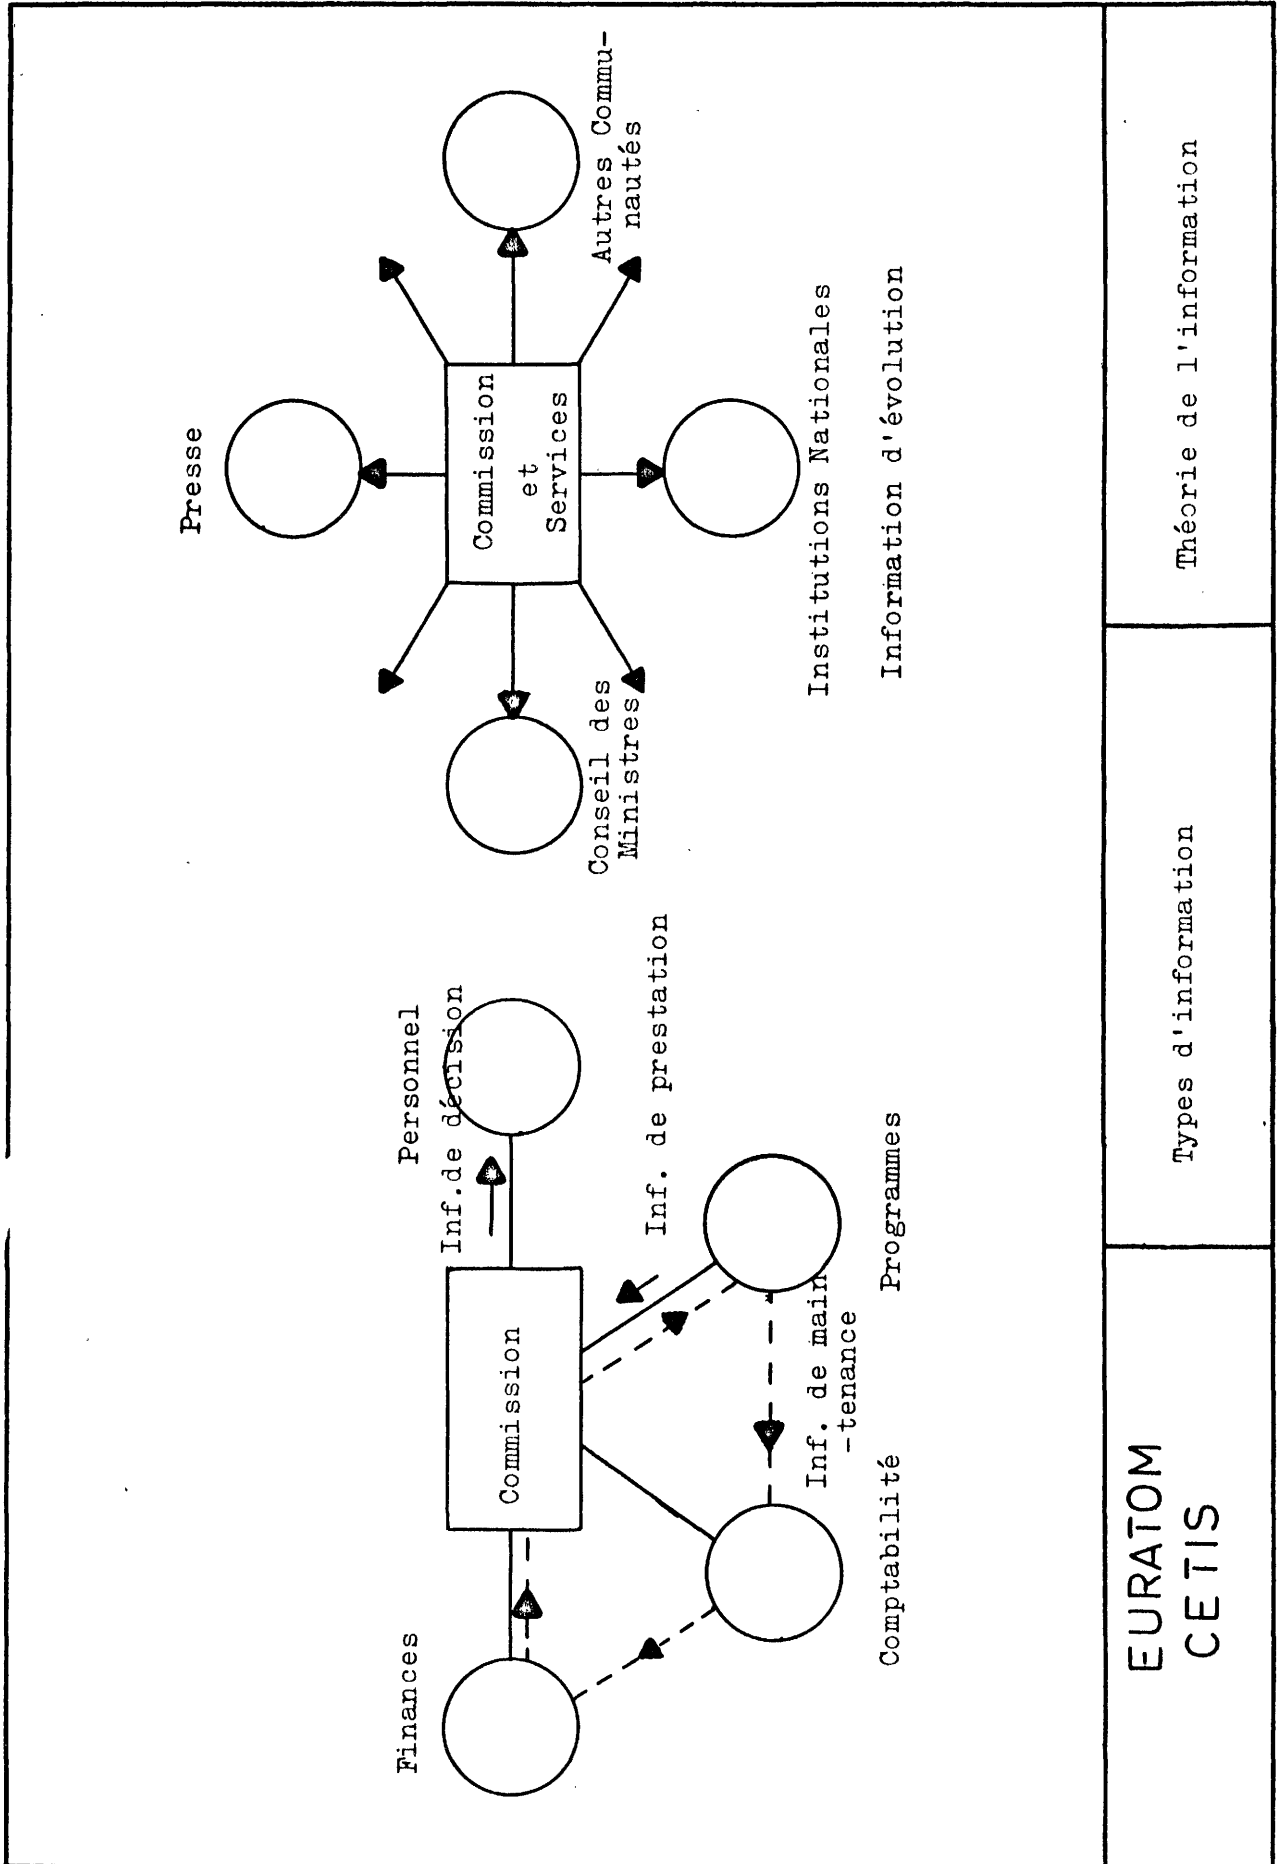 Finances
Commission
Personnel
Inf.de décision
Inf. de prestation
Programmes
Inf. de main
-tenance
Comptabilité
Presse
Commission
et
Services
Conseil des
Ministres
Autres Commu-
nautés
Institutions Nationales
Information d'évolution
EURATOM
CETIS
Types d'information
Théorie de l'information